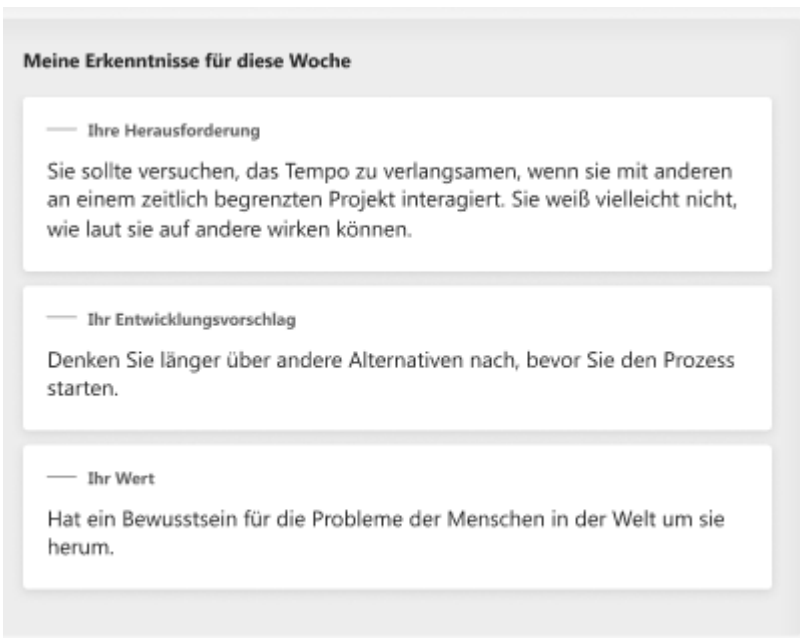 Meine Erkenntnisse für diese Woche
Ihre Herausforderung
Sie sollte versuchen, das Tempo zu verlangsamen, wenn sie mit anderen
an einem zeitlich begrenzten Projekt interagiert. Sie weiß vielleicht nicht,
wie laut sie auf andere wirken können.
Ihr Entwicklungsvorschlag
Denken Sie länger über andere Alternativen nach, bevor Sie den Prozess
starten.
Ihr Wert
Hat ein Bewusstsein für die Probleme der Menschen in der Welt um sie
herum.